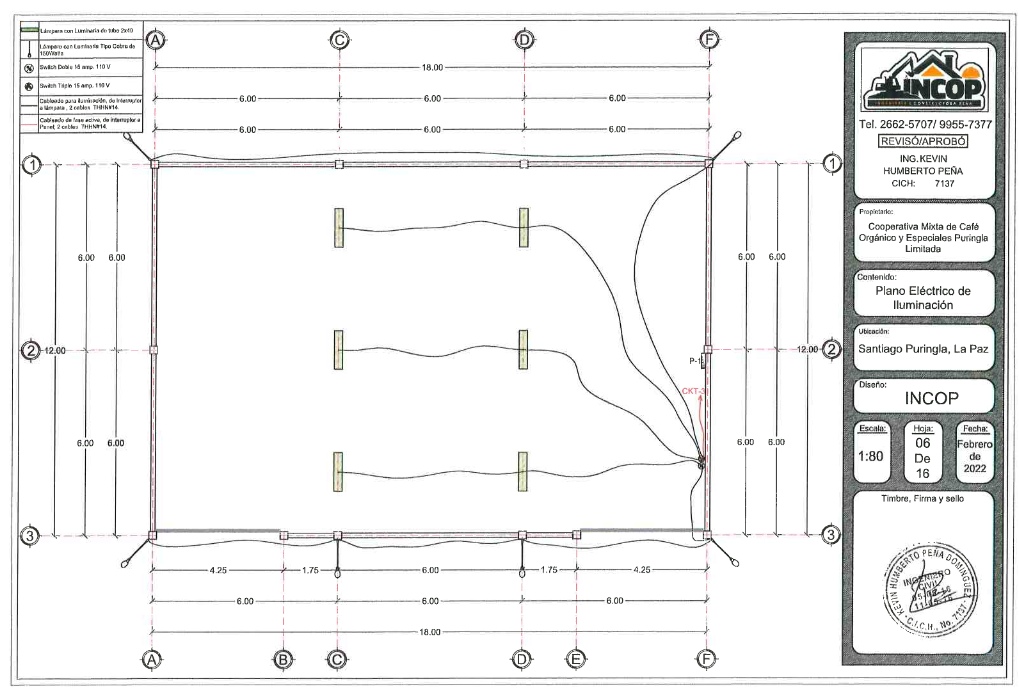 Lámpara con Luminaria de tubo 2x40
Lámpara con Luminaria Tipo Cobra de
150Watts
Switch Doble 15 amp. 110 V
Switch Triple 15 amp. 110 V
Cableado para iluminación, de interruptor
a lámpara, 2 cables THHN#14.
Cableado de fase activa, de interruptor a
Panel, 2 cables THHN#14.
A
C
D
F
18.00
6.00
6.00
6.00
6.00
6.00
6.00
1
1
6.00
6.00
6.00
6.00
2
12.00
12.00
2
P-1
CKT-3
6.00
6.00
6.00
6.00
3
3
4.25
1.75
6.00
1.75
4.25
6.00
6.00
6.00
18.00
A
B
C
D
E
F
INCOP
Tel. 2662-5707/ 9955-7377
REVISÓ/APROBÓ
ING.KEVIN
HUMBERTO PEÑA
CICH: 7137
Propietario:
Cooperativa Mixta de Café
Orgánico y Especiales Puringla
Limitada
Contenido:
Plano Eléctrico de
Iluminación
Ubicación:
Santiago Puringla, La Paz
Diseño:
INCOP
Escala:
1:80
Hoja:
06
De
16
Fecha:
Febrero
de
2022
Timbre, Firma y sello
KEVIN HUMBERTO PEÑA DOMINGUEZ
INGENIERO
CIVIL
C.I.C.H., No. 7137